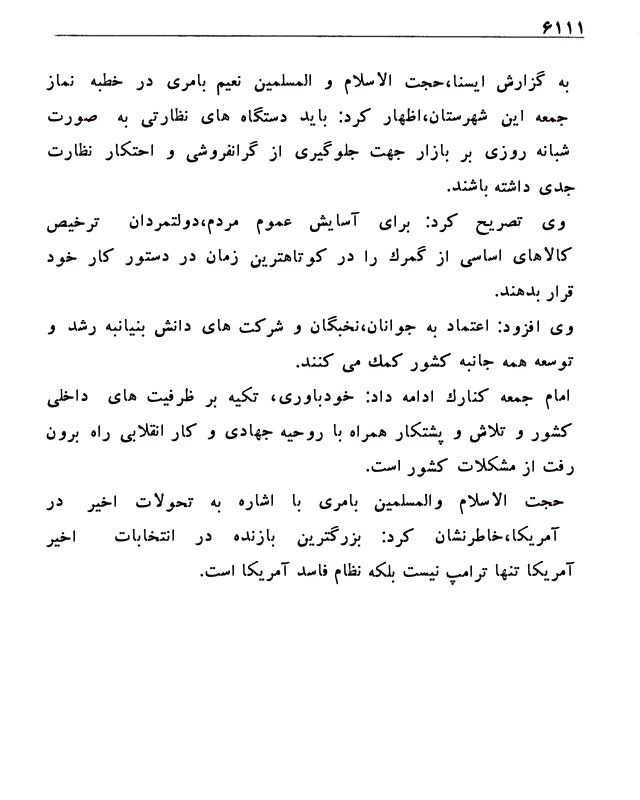 ۶۱۱۱
به گزارش ایسنا،حجت الاسلام و المسلمین نعیم بامری در خطبه نماز
جمعه این شهرستان،اظهار کرد: باید دستگاه های نظارتی به صورت
شبانه روزی بر بازار جهت جلوگیری از گرانفروشی و احتکار نظارت
جدی داشته باشند.
وی تصریح کرد: برای آسایش عموم مردم،دولتمردان ترخیص
کالاهای اساسی از گمرك را در کوتاهترین زمان در دستور کار خود
قرار بدهند.
وی افزود: اعتماد به جوانان،نخبگان و شرکت های دانش بنیانبه رشد و
توسعه همه جانبه کشور کمك می کنند.
امام جمعه کنارك ادامه داد: خودباوری، تکیه بر ظرفیت های داخلی
کشور و تلاش و پشتکار همراه با روحیه جهادی و کار انقلابی راه برون
رفت از مشکلات کشور است.
حجت الاسلام والمسلمین بامری با اشاره به تحولات اخیر در
آمریکا،خاطرنشان کرد: بزرگترین بازنده در انتخابات اخیر
آمریکا تنها ترامپ نیست بلکه نظام فاسد آمریکا است.